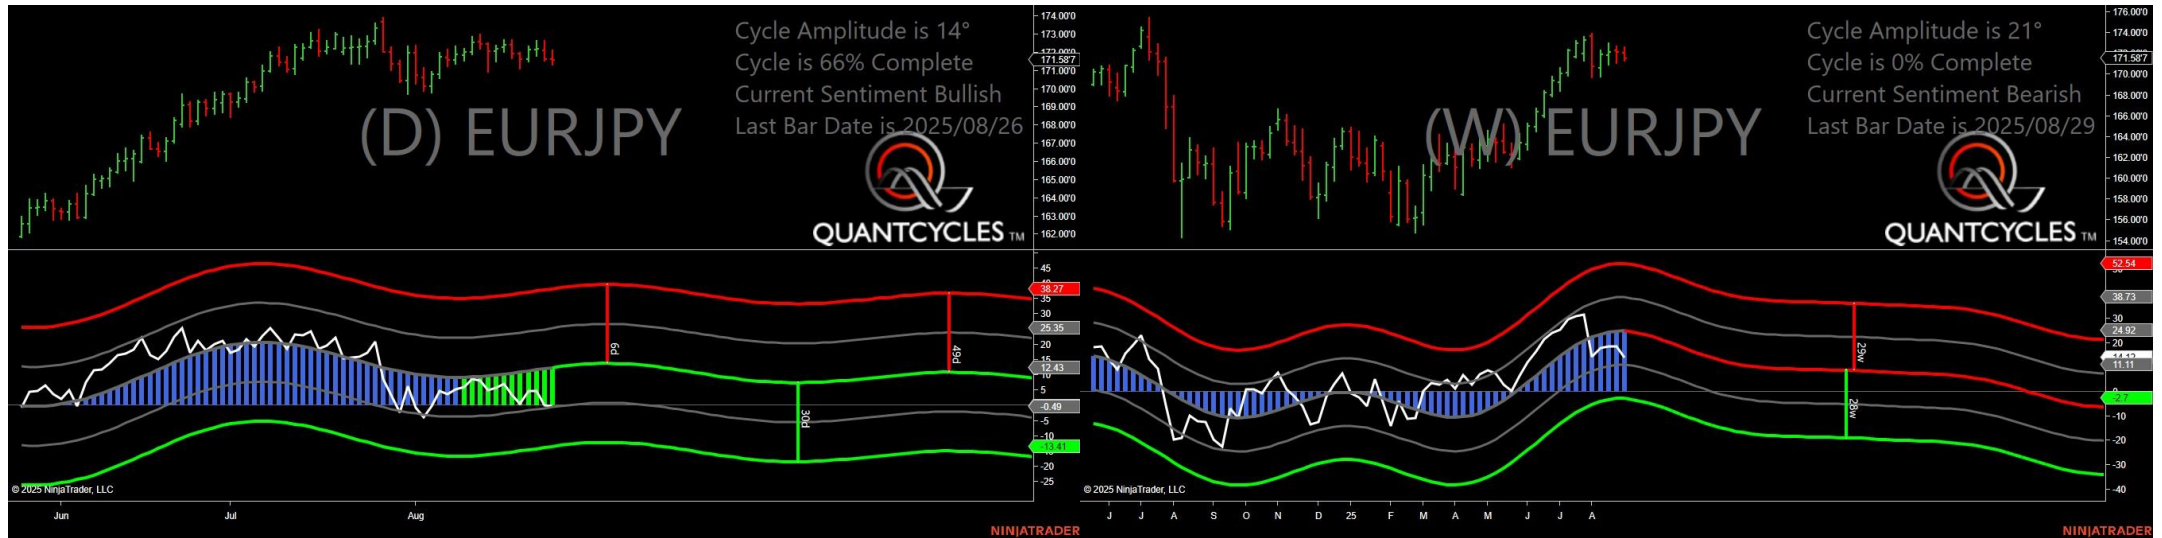 Cycle Amplitude is 14°
Cycle is 66% Complete
Current Sentiment Bullish
Last Bar Date is 2025/08/26
(D) EURJPY
QUANTCYCLES TM
174.00'0
173.00'0
171.58'7
171.00'0
170.00'0
169.00'0
168.00'0
167.00'0
166.00'0
165.00'0
164.00'0
163.00'0
162.00'0
45
38.27
35
30
25.35
20
15
12.43
5
-0.49
-5
-10
-13.41
-20
-25
6d
30d
49d
© 2025 NinjaTrader, LLC
Jun Jul Aug
NINJATRADER
Cycle Amplitude is 21°
Cycle is 0% Complete
Current Sentiment Bearish
Last Bar Date is 2025/08/29
(W) EURJPY
QUANTCYCLES TM
176.00'0
174.00'0
171.58'7
170.00'0
168.00'0
166.00'0
164.00'0
162.00'0
160.00'0
158.00'0
156.00'0
154.00'0
52.54
38.73
30
24.92
20
11.11
0
-2.7
-10
-20
-30
-40
29w
28w
© 2025 NinjaTrader, LLC
J J A S O N D 25 F M A M J J A
NINJATRADER